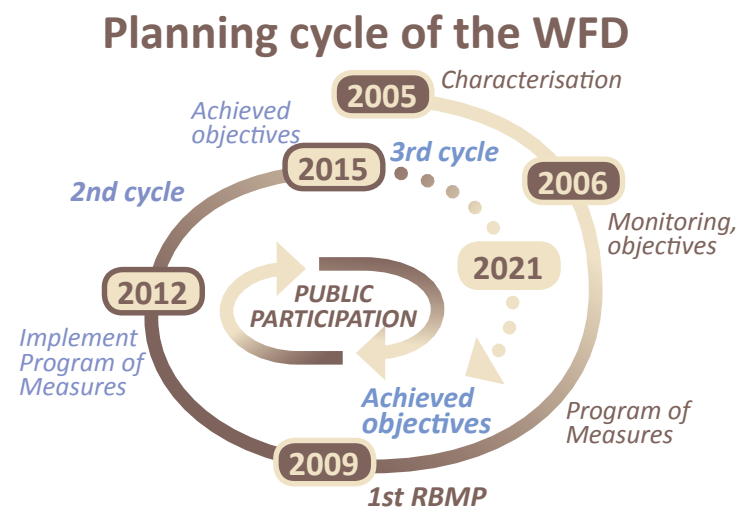 Planning cycle of the WFD
2005
Characterisation
Achieved
objectives
2015
3rd cycle
2006
2nd cycle
Monitoring,
objectives
2021
2012
PUBLIC
PARTICIPATION
Implement
Program of
Measures
Achieved
objectives
Program of
Measures
2009
1st RBMP